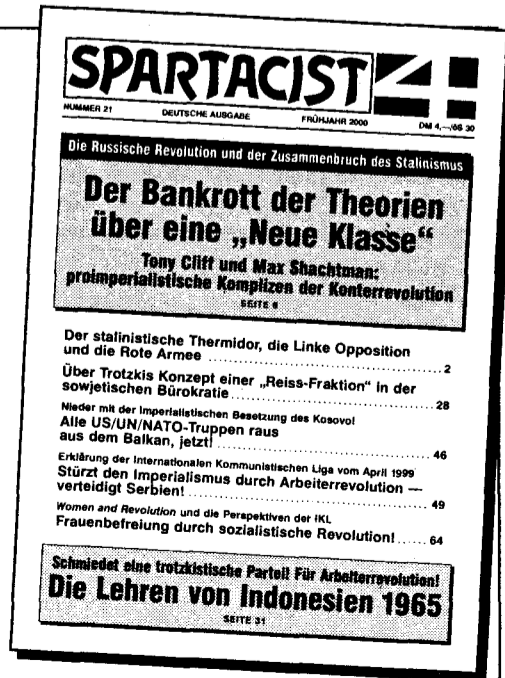 SPARTACIST
NUMMER 21 DEUTSCHE AUSGABE FRÜHJAHR 2000 DM 4,—/öS 30
Die Russische Revolution und der Zusammenbruch des Stalinismus
Der Bankrott der Theorien
über eine „Neue Klasse“
Tony Cliff und Max Shachtman:
proimperialistische Komplizen der Konterrevolution
SEITE 6
Der stalinistische Thermidor, die Linke Opposition
und die Rote Armee ........................................ 2
Über Trotzkis Konzept einer „Reiss-Fraktion“ in der
sowjetischen Bürokratie ................................... 28
Nieder mit der imperialistischen Besetzung des Kosovo!
Alle US/UN/NATO-Truppen raus
aus dem Balkan, jetzt! ..................................... 46
Erklärung der Internationalen Kommunistischen Liga vom April 1999
Stürzt den Imperialismus durch Arbeiterrevolution —
verteidigt Serbien! ........................................ 49
Women and Revolution und die Perspektiven der IKL
Frauenbefreiung durch sozialistische Revolution! ...... 64
Schmiedet eine trotzkistische Partei! Für Arbeiterrevolution!
Die Lehren von Indonesien 1965
SEITE 31